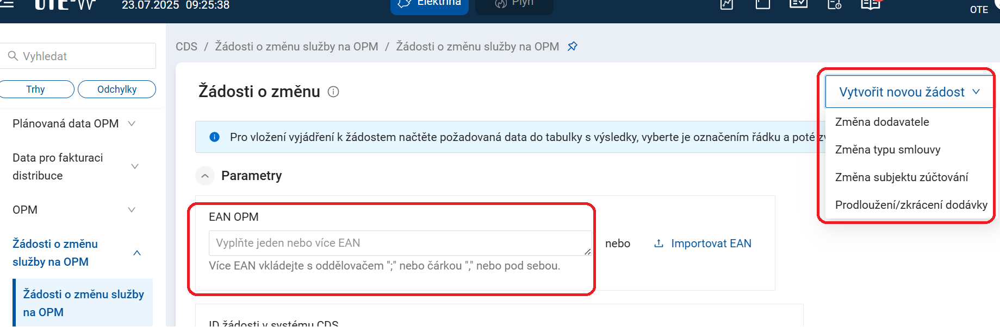 23.07.2025 09:25:38
Elektřina
Plyn
OTE
Vyhledat
Trhy
Odchylky
Plánovaná data OPM
Data pro fakturaci
distribuce
OPM
Žádosti o změnu
služby na OPM
Žádosti o změnu služby
na OPM
CDS / Žádosti o změnu služby na OPM / Žádosti o změnu služby na OPM
Žádosti o změnu
Vytvořit novou žádost
Změna dodavatele
Změna typu smlouvy
Změna subjektu zúčtování
Prodloužení/zkrácení dodávky
Pro vložení vyjádření k žádostem načtěte požadovaná data do tabulky s výsledky, vyberte je označením řádku a poté
Parametry
EAN OPM
Vyplňte jeden nebo více EAN
nebo
Importovat EAN
Více EAN vkládejte s oddělovačem ";" nebo čárkou "," nebo pod sebou.
ID žádosti v systému CDS